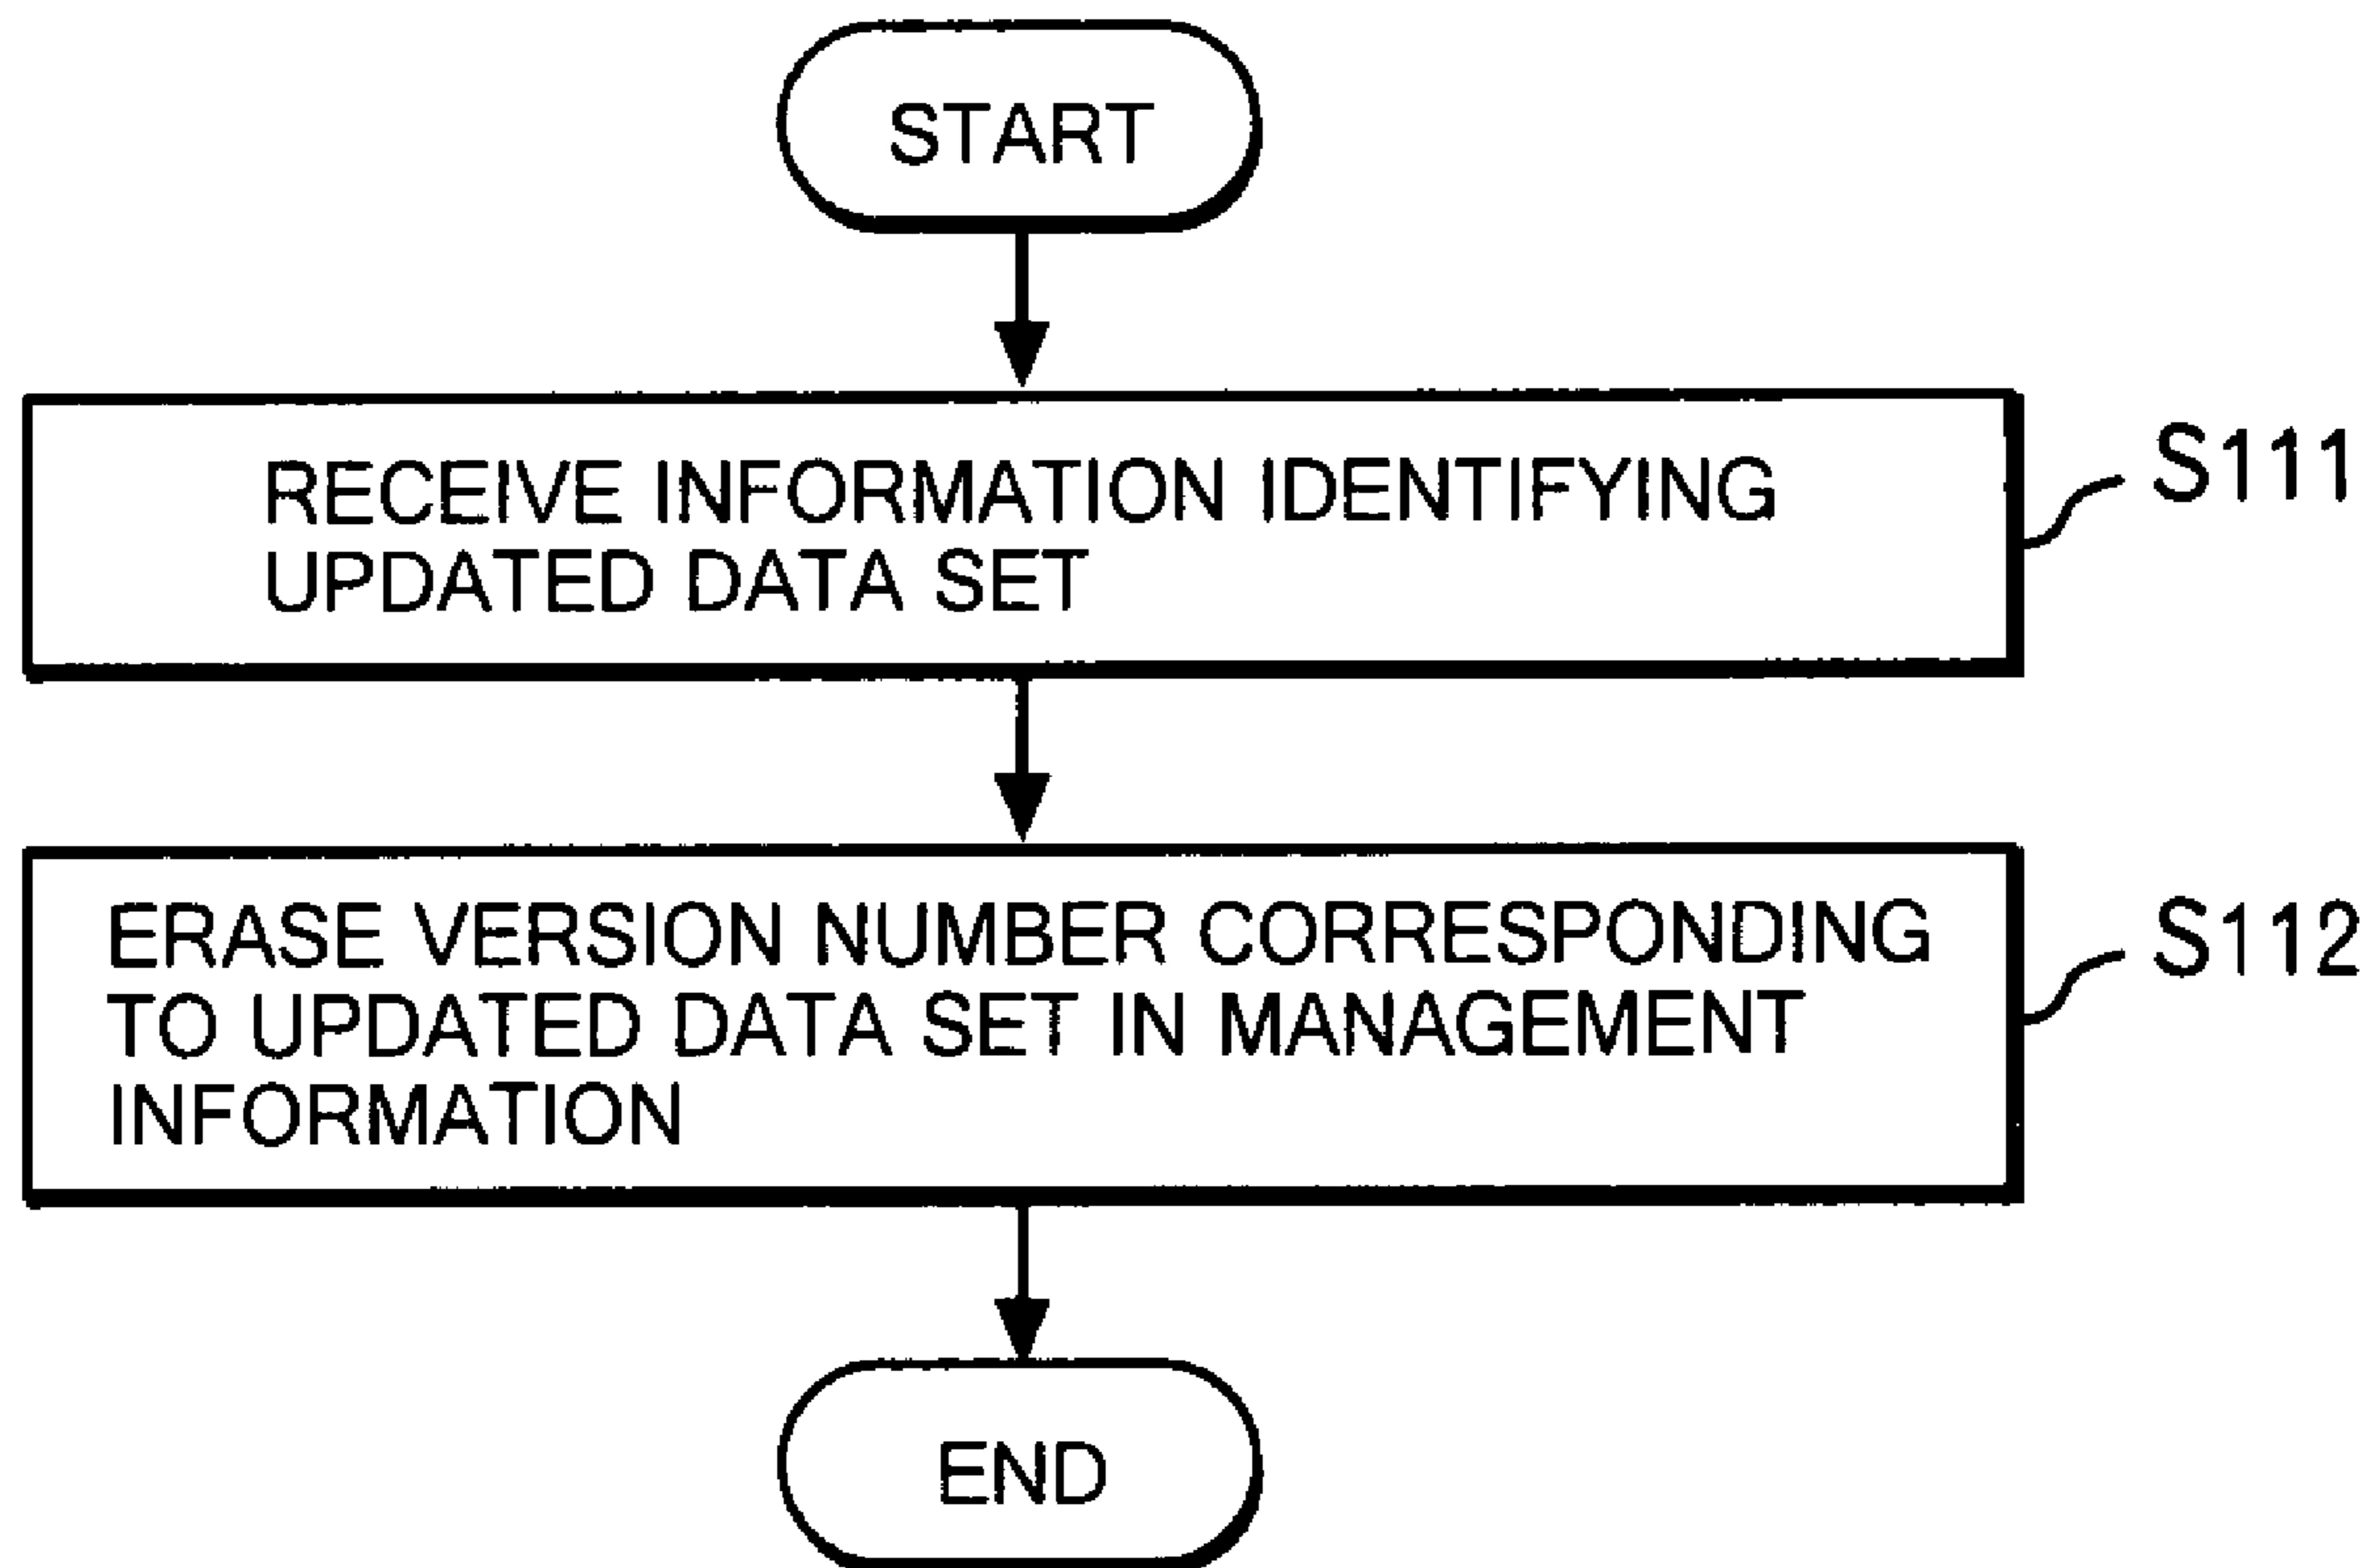 START
RECEIVE INFORMATION IDENTIFYING
UPDATED DATA SET
S111
ERASE VERSION NUMBER CORRESPONDING
TO UPDATED DATA SET IN MANAGEMENT
INFORMATION
S112
END